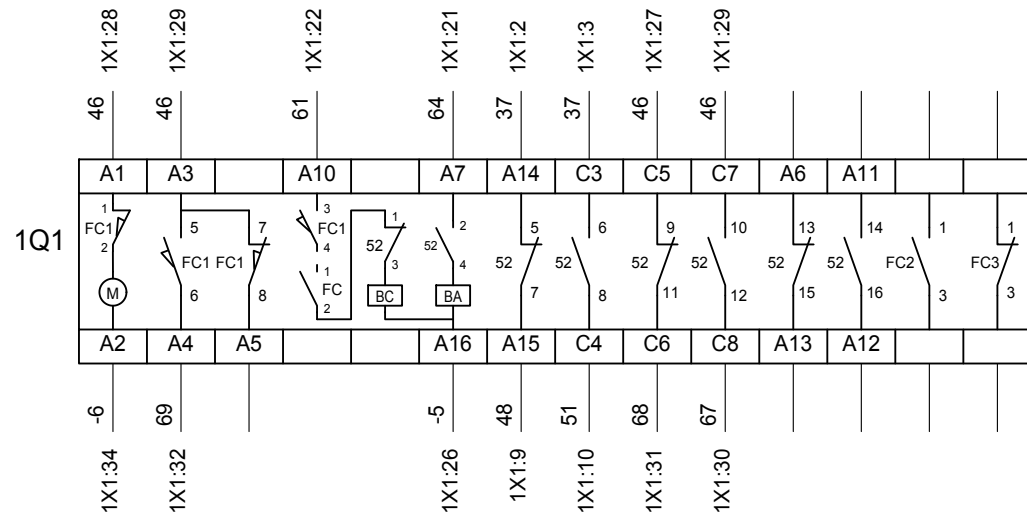 1X1:28 1X1:29 1X1:22 1X1:21 1X1:2 1X1:3 1X1:27 1X1:29
46 46 61 64 37 37 46 46
A1 A3 A10 A7 A14 C3 C5 C7 A6 A11
1 5 7 3 1 2 5 6 9 10 13 14 1 1
1Q1
FC1 FC1 FC1 FC1 52 52 52 52 52 52 52 52 FC2 FC3
2 4
1 FC 3 4
6 8 2 7 8 11 12 15 16 3 3
M BC BA
A2 A4 A5 A16 A15 C4 C6 C8 A13 A12
-6 69 -5 48 51 68 67
1X1:34 1X1:32 1X1:26 1X1:9 1X1:10 1X1:31 1X1:30